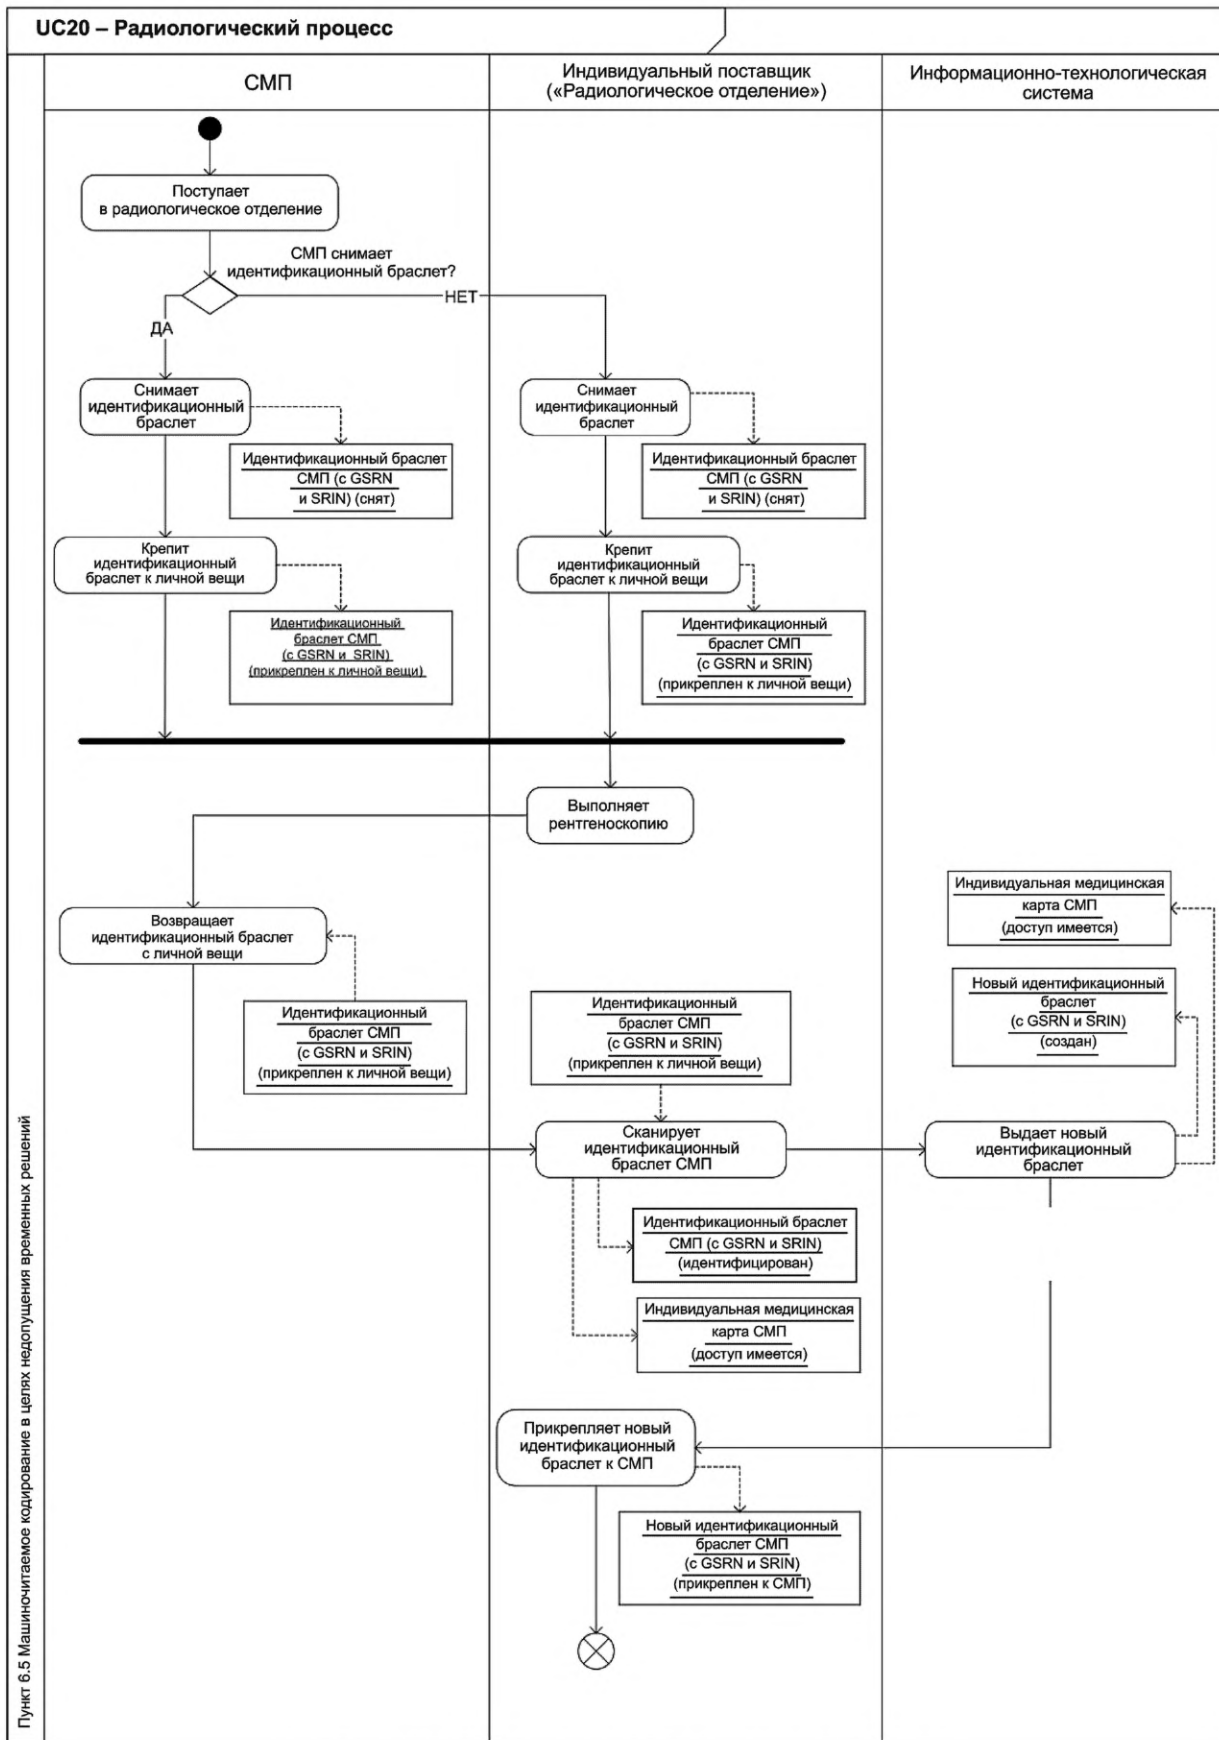 UC20 – Радиологический процесс
СМП
Индивидуальный поставщик
(«Радиологическое отделение»)
Информационно-технологическая
система
Поступает
в радиологическое отделение
СМП снимает
идентификационный браслет?
НЕТ
ДА
Снимает
идентификационный
браслет
Снимает
идентификационный
браслет
Идентификационный браслет
СМП (с GSRN
и SRIN) (снят)
Идентификационный браслет
СМП (с GSRN
и SRIN) (снят)
Крепит
идентификационный
браслет к личной вещи
Крепит
идентификационный
браслет к личной вещи
Идентификационный
браслет СМП
(с GSRN и SRIN)
(прикреплен к личной вещи)
Идентификационный
браслет СМП
(с GSRN и SRIN)
(прикреплен к личной вещи)
Выполняет
рентгеноскопию
Возвращает
идентификационный браслет
с личной вещи
Индивидуальная медицинская
карта СМП
(доступ имеется)
Новый идентификационный
браслет
(с GSRN и SRIN)
(создан)
Идентификационный
браслет СМП
(с GSRN и SRIN)
(прикреплен к личной вещи)
Идентификационный
браслет СМП
(с GSRN и SRIN)
(прикреплен к личной вещи)
Сканирует
идентификационный
браслет СМП
Выдает новый
идентификационный
браслет
Идентификационный браслет
СМП (с GSRN и SRIN)
(идентифицирован)
Индивидуальная медицинская
карта СМП
(доступ имеется)
Прикрепляет новый
идентификационный
браслет к СМП
Новый идентификационный
браслет СМП
(с GSRN и SRIN)
(прикреплен к СМП)
Пункт 6.5 Машиночитаемое кодирование в целях недопущения временных решений